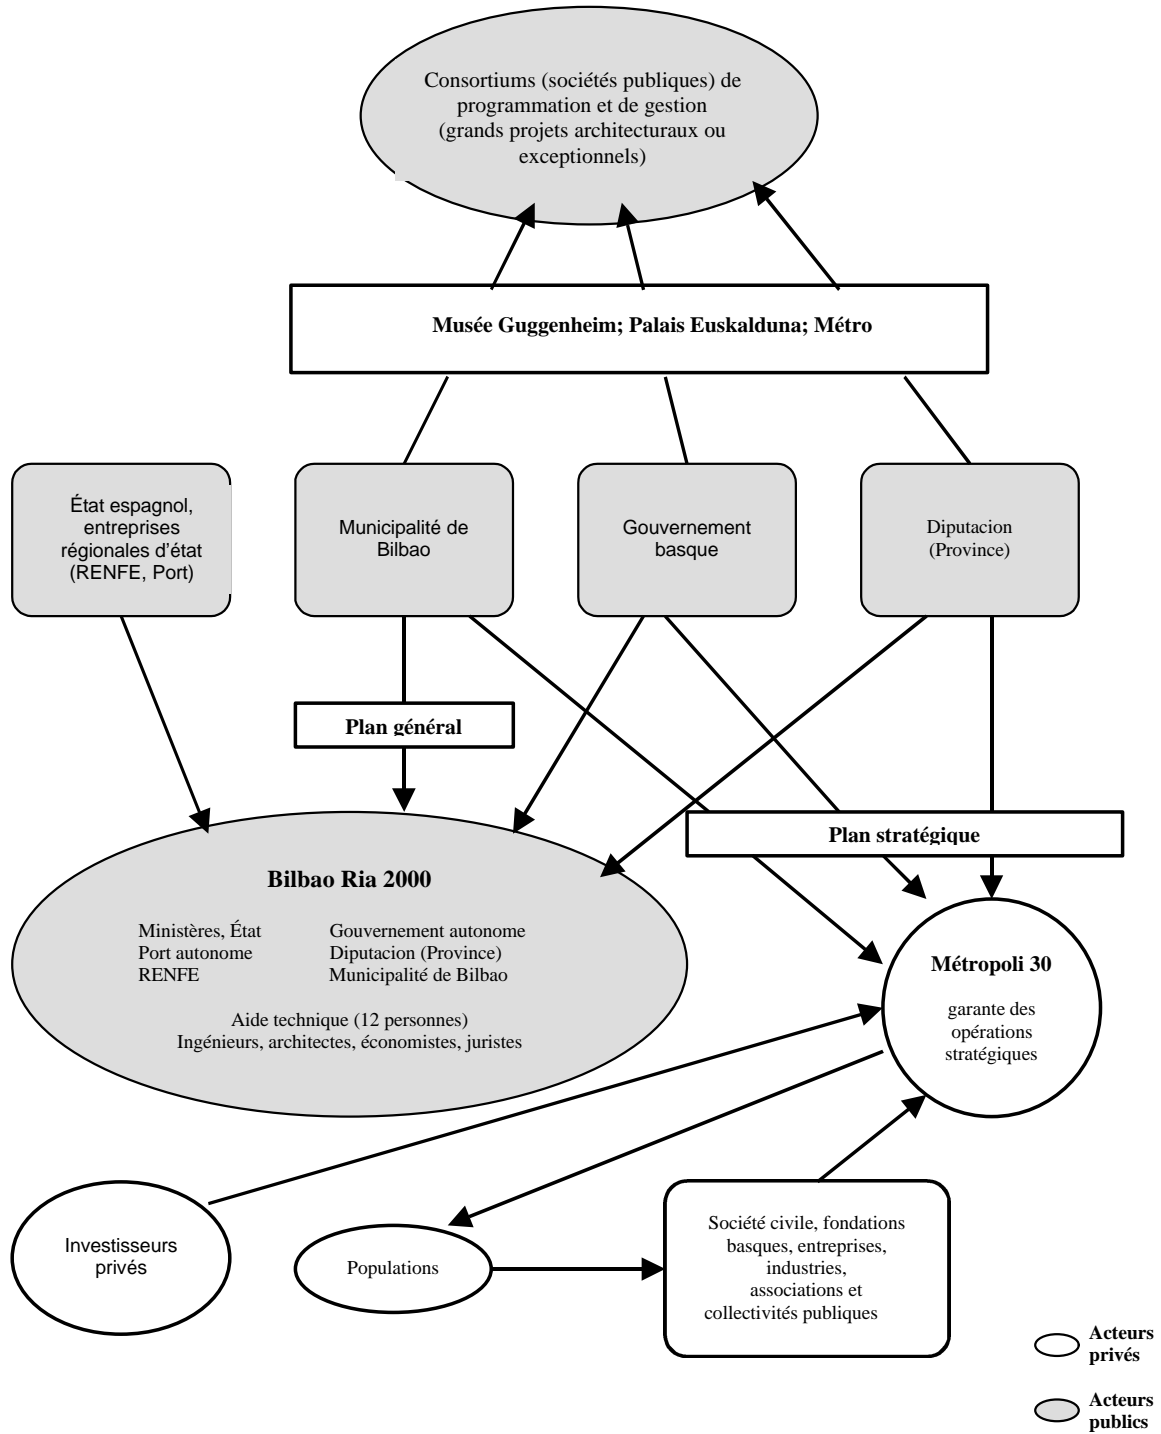 Consortiums (sociétés publiques) de
programmation et de gestion
(grands projets architecturaux ou
exceptionnels)
Musée Guggenheim; Palais Euskalduna; Métro
État espagnol,
entreprises
régionales d'état
(RENFE, Port)
Municipalité de
Bilbao
Gouvernement
basque
Diputacion
(Province)
Plan général
Plan stratégique
Bilbao Ria 2000
Ministères, État
Port autonome
RENFE
Gouvernement autonome
Diputacion (Province)
Municipalité de Bilbao
Aide technique (12 personnes)
Ingénieurs, architectes, économistes, juristes
Métropoli 30
garante des
opérations
stratégiques
Investisseurs
privés
Populations
Société civile, fondations
basques, entreprises,
industries,
associations et
collectivités publiques
Acteurs
privés
Acteurs
publics